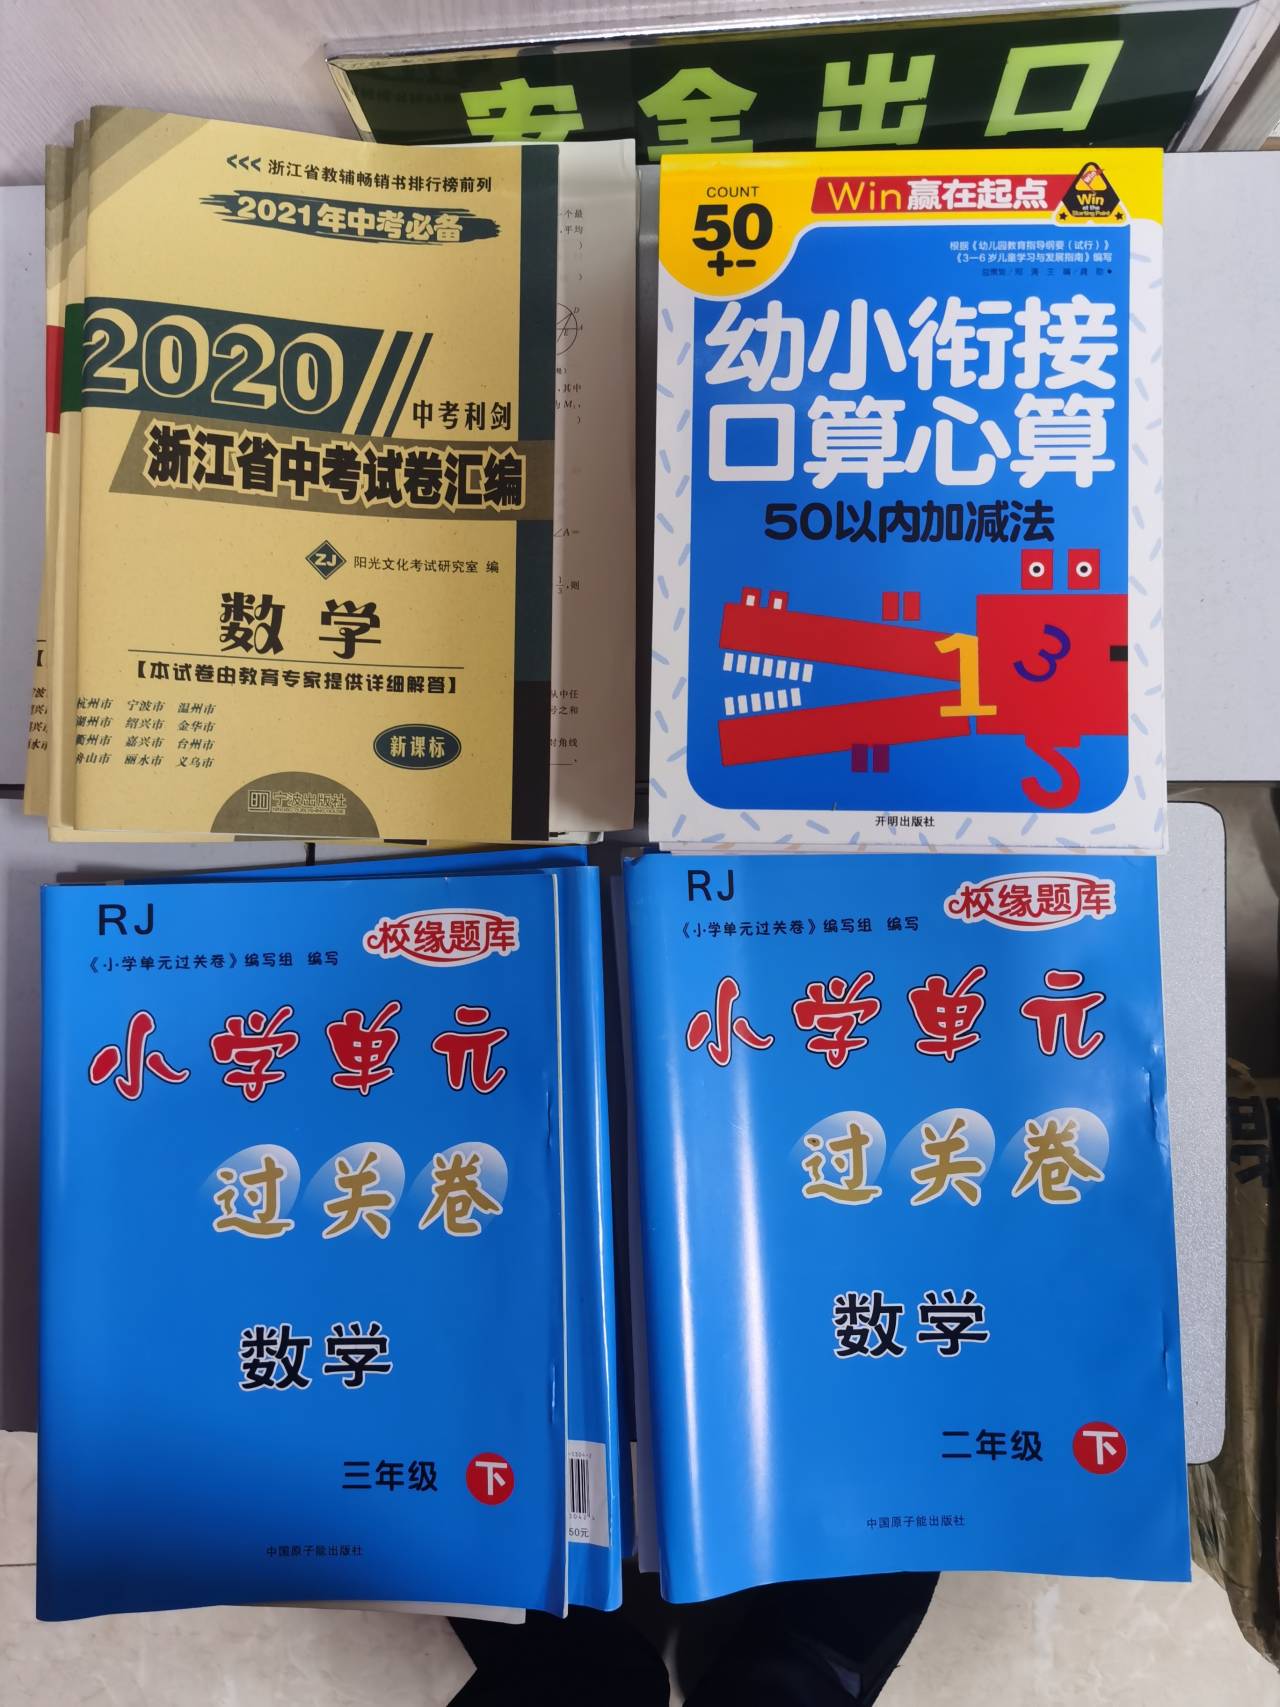 安全出口
<<< 浙江省教辅畅销书排行榜前列
2021年中考必备
2020
中考利剑
浙江省中考试卷汇编
ZJ 阳光文化考试研究室 编
数学
【本试卷由教育专家提供详细解答】
杭州市 宁波市 温州市
湖州市 绍兴市 金华市
衢州市 嘉兴市 台州市
舟山市 丽水市 义乌市
新课标
宁波出版社
COUNT
50
+-
Win赢在起点
Win
at the
Starting Point
根据《幼儿园教育指导纲要（试行）》
《3—6岁儿童学习与发展指南》编写
幼小衔接
口算心算
50以内加减法
1
3
2
开明出版社
RJ
校缘题库
《小学单元过关卷》编写组 编写
小学单元
过关卷
数学
三年级 下
中国原子能出版社
50元
RJ
校缘题库
《小学单元过关卷》编写组 编写
小学单元
过关卷
数学
二年级 下
中国原子能出版社